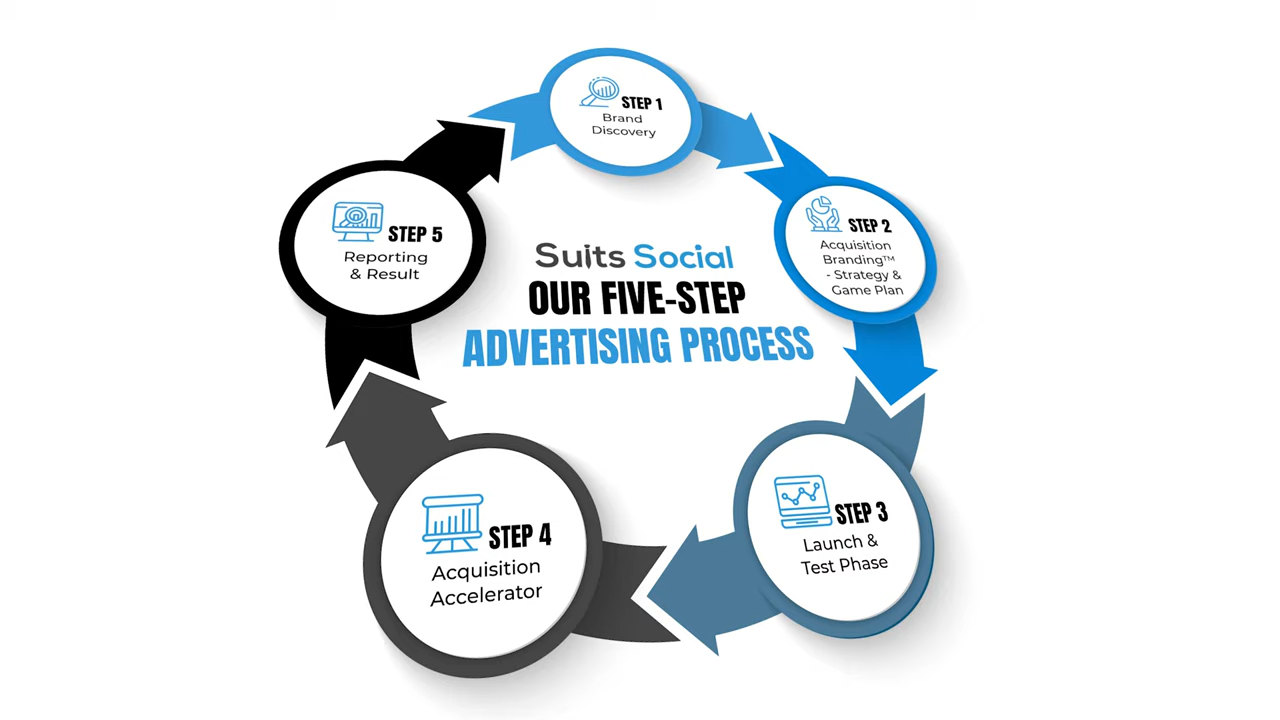 Suits Social
OUR FIVE-STEP
ADVERTISING PROCESS
STEP 1
Brand
Discovery
STEP 2
Acquisition
Branding™
- Strategy &
Game Plan
STEP 3
Launch &
Test Phase
STEP 4
Acquisition
Accelerator
STEP 5
Reporting
& Result